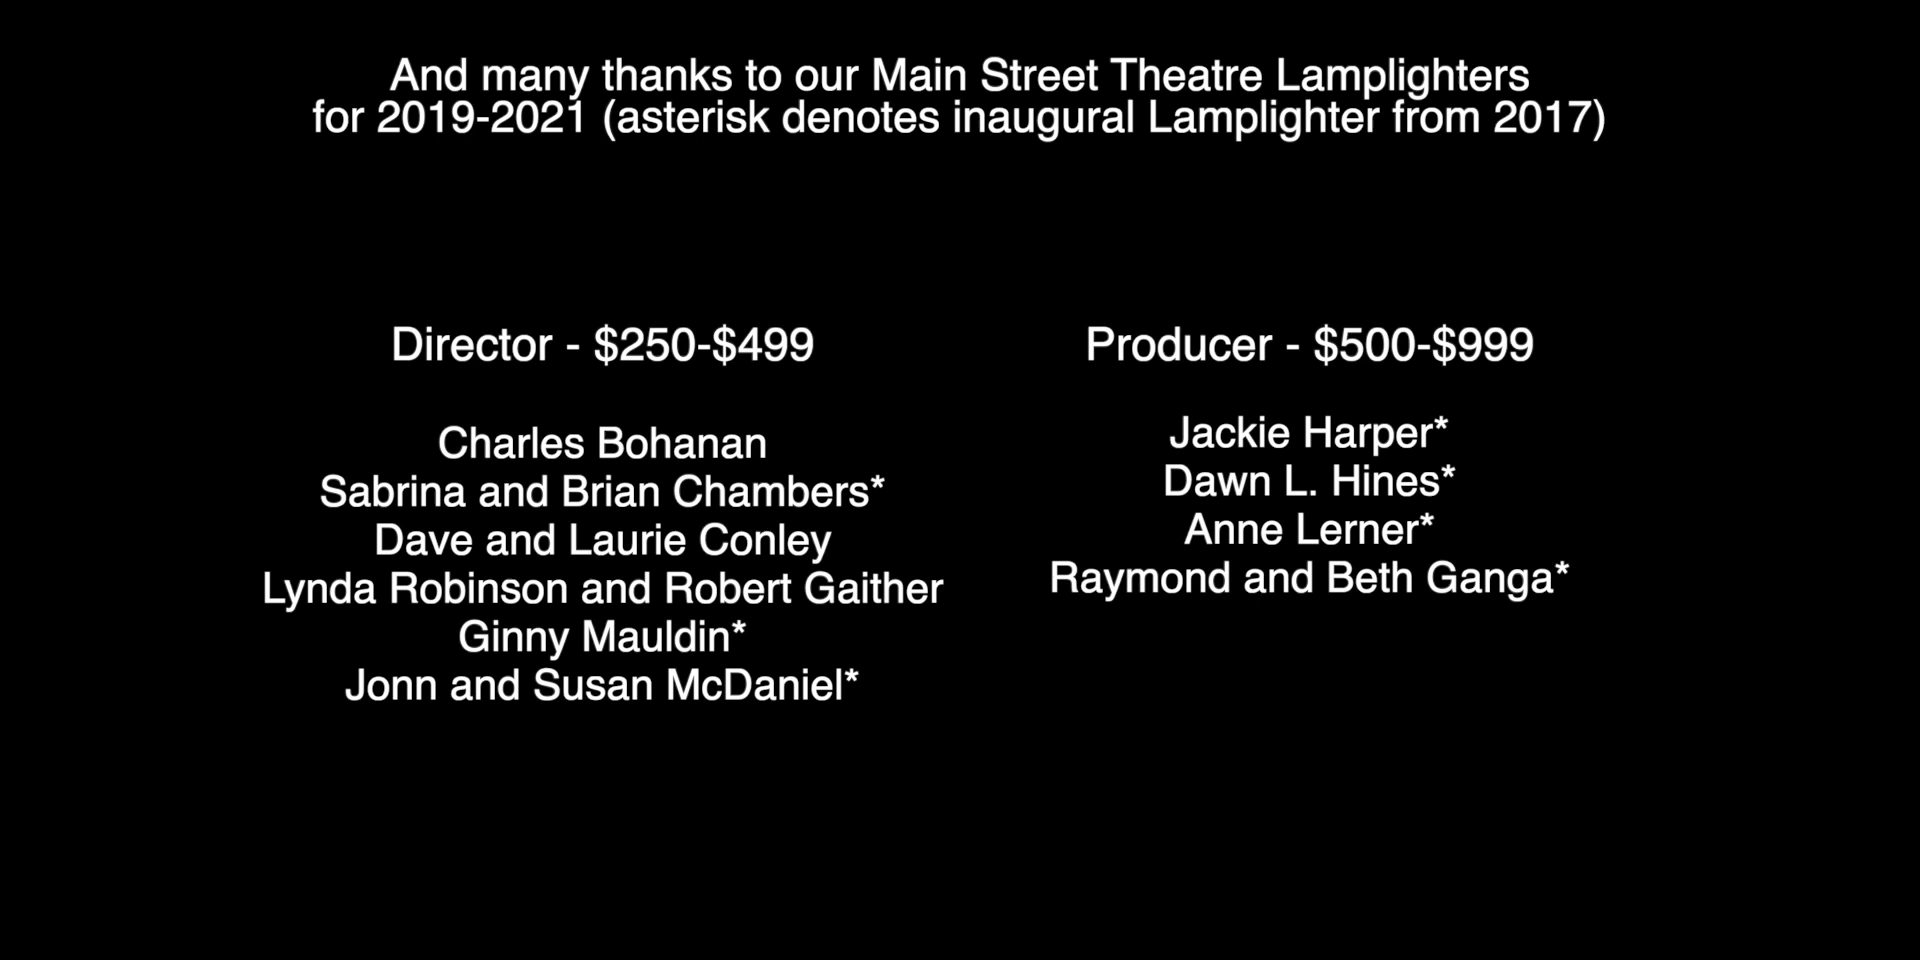 And many thanks to our Main Street Theatre Lamplighters
for 2019-2021 (asterisk denotes inaugural Lamplighter from 2017)
Director - $250-$499
Charles Bohanan
Sabrina and Brian Chambers*
Dave and Laurie Conley
Lynda Robinson and Robert Gaither
Ginny Mauldin*
Jonn and Susan McDaniel*
Producer - $500-$999
Jackie Harper*
Dawn L. Hines*
Anne Lerner*
Raymond and Beth Ganga*